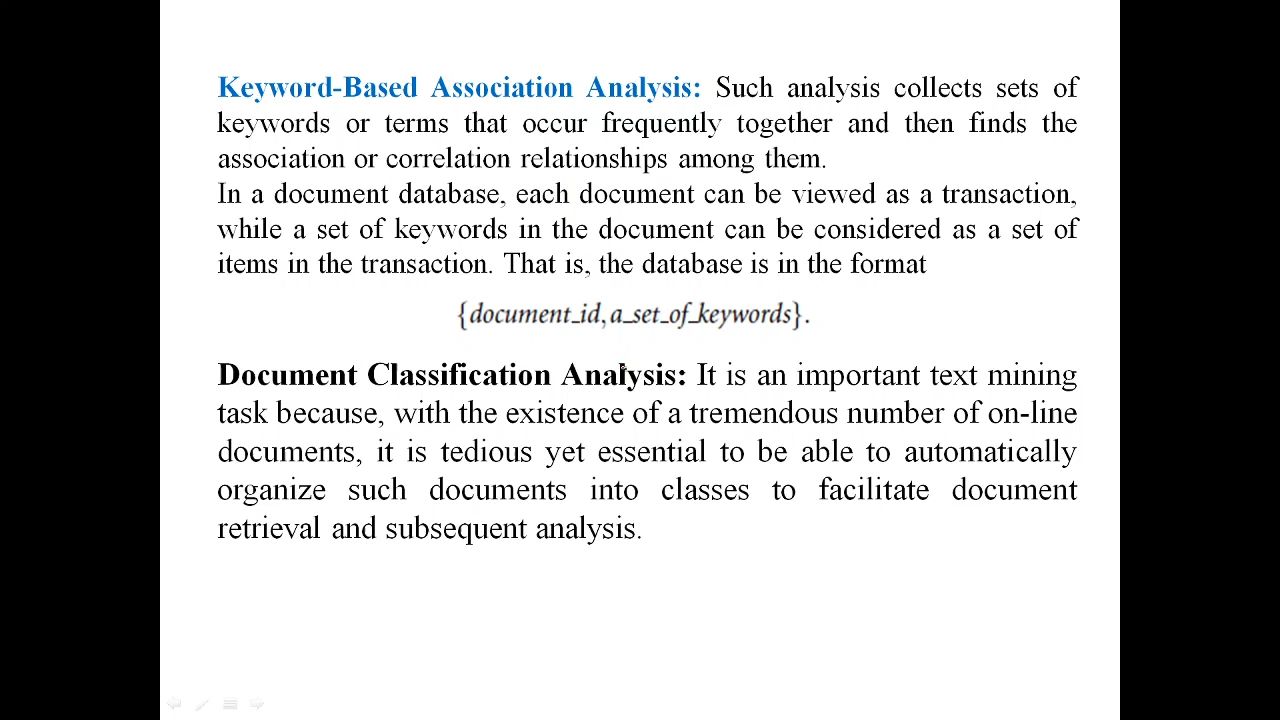 Keyword-Based Association Analysis: Such analysis collects sets of
keywords or terms that occur frequently together and then finds the
association or correlation relationships among them.
In a document database, each document can be viewed as a transaction,
while a set of keywords in the document can be considered as a set of
items in the transaction. That is, the database is in the format
{document_id, a_set_of_keywords}.
Document Classification Analysis: It is an important text mining
task because, with the existence of a tremendous number of on-line
documents, it is tedious yet essential to be able to automatically
organize such documents into classes to facilitate document
retrieval and subsequent analysis.